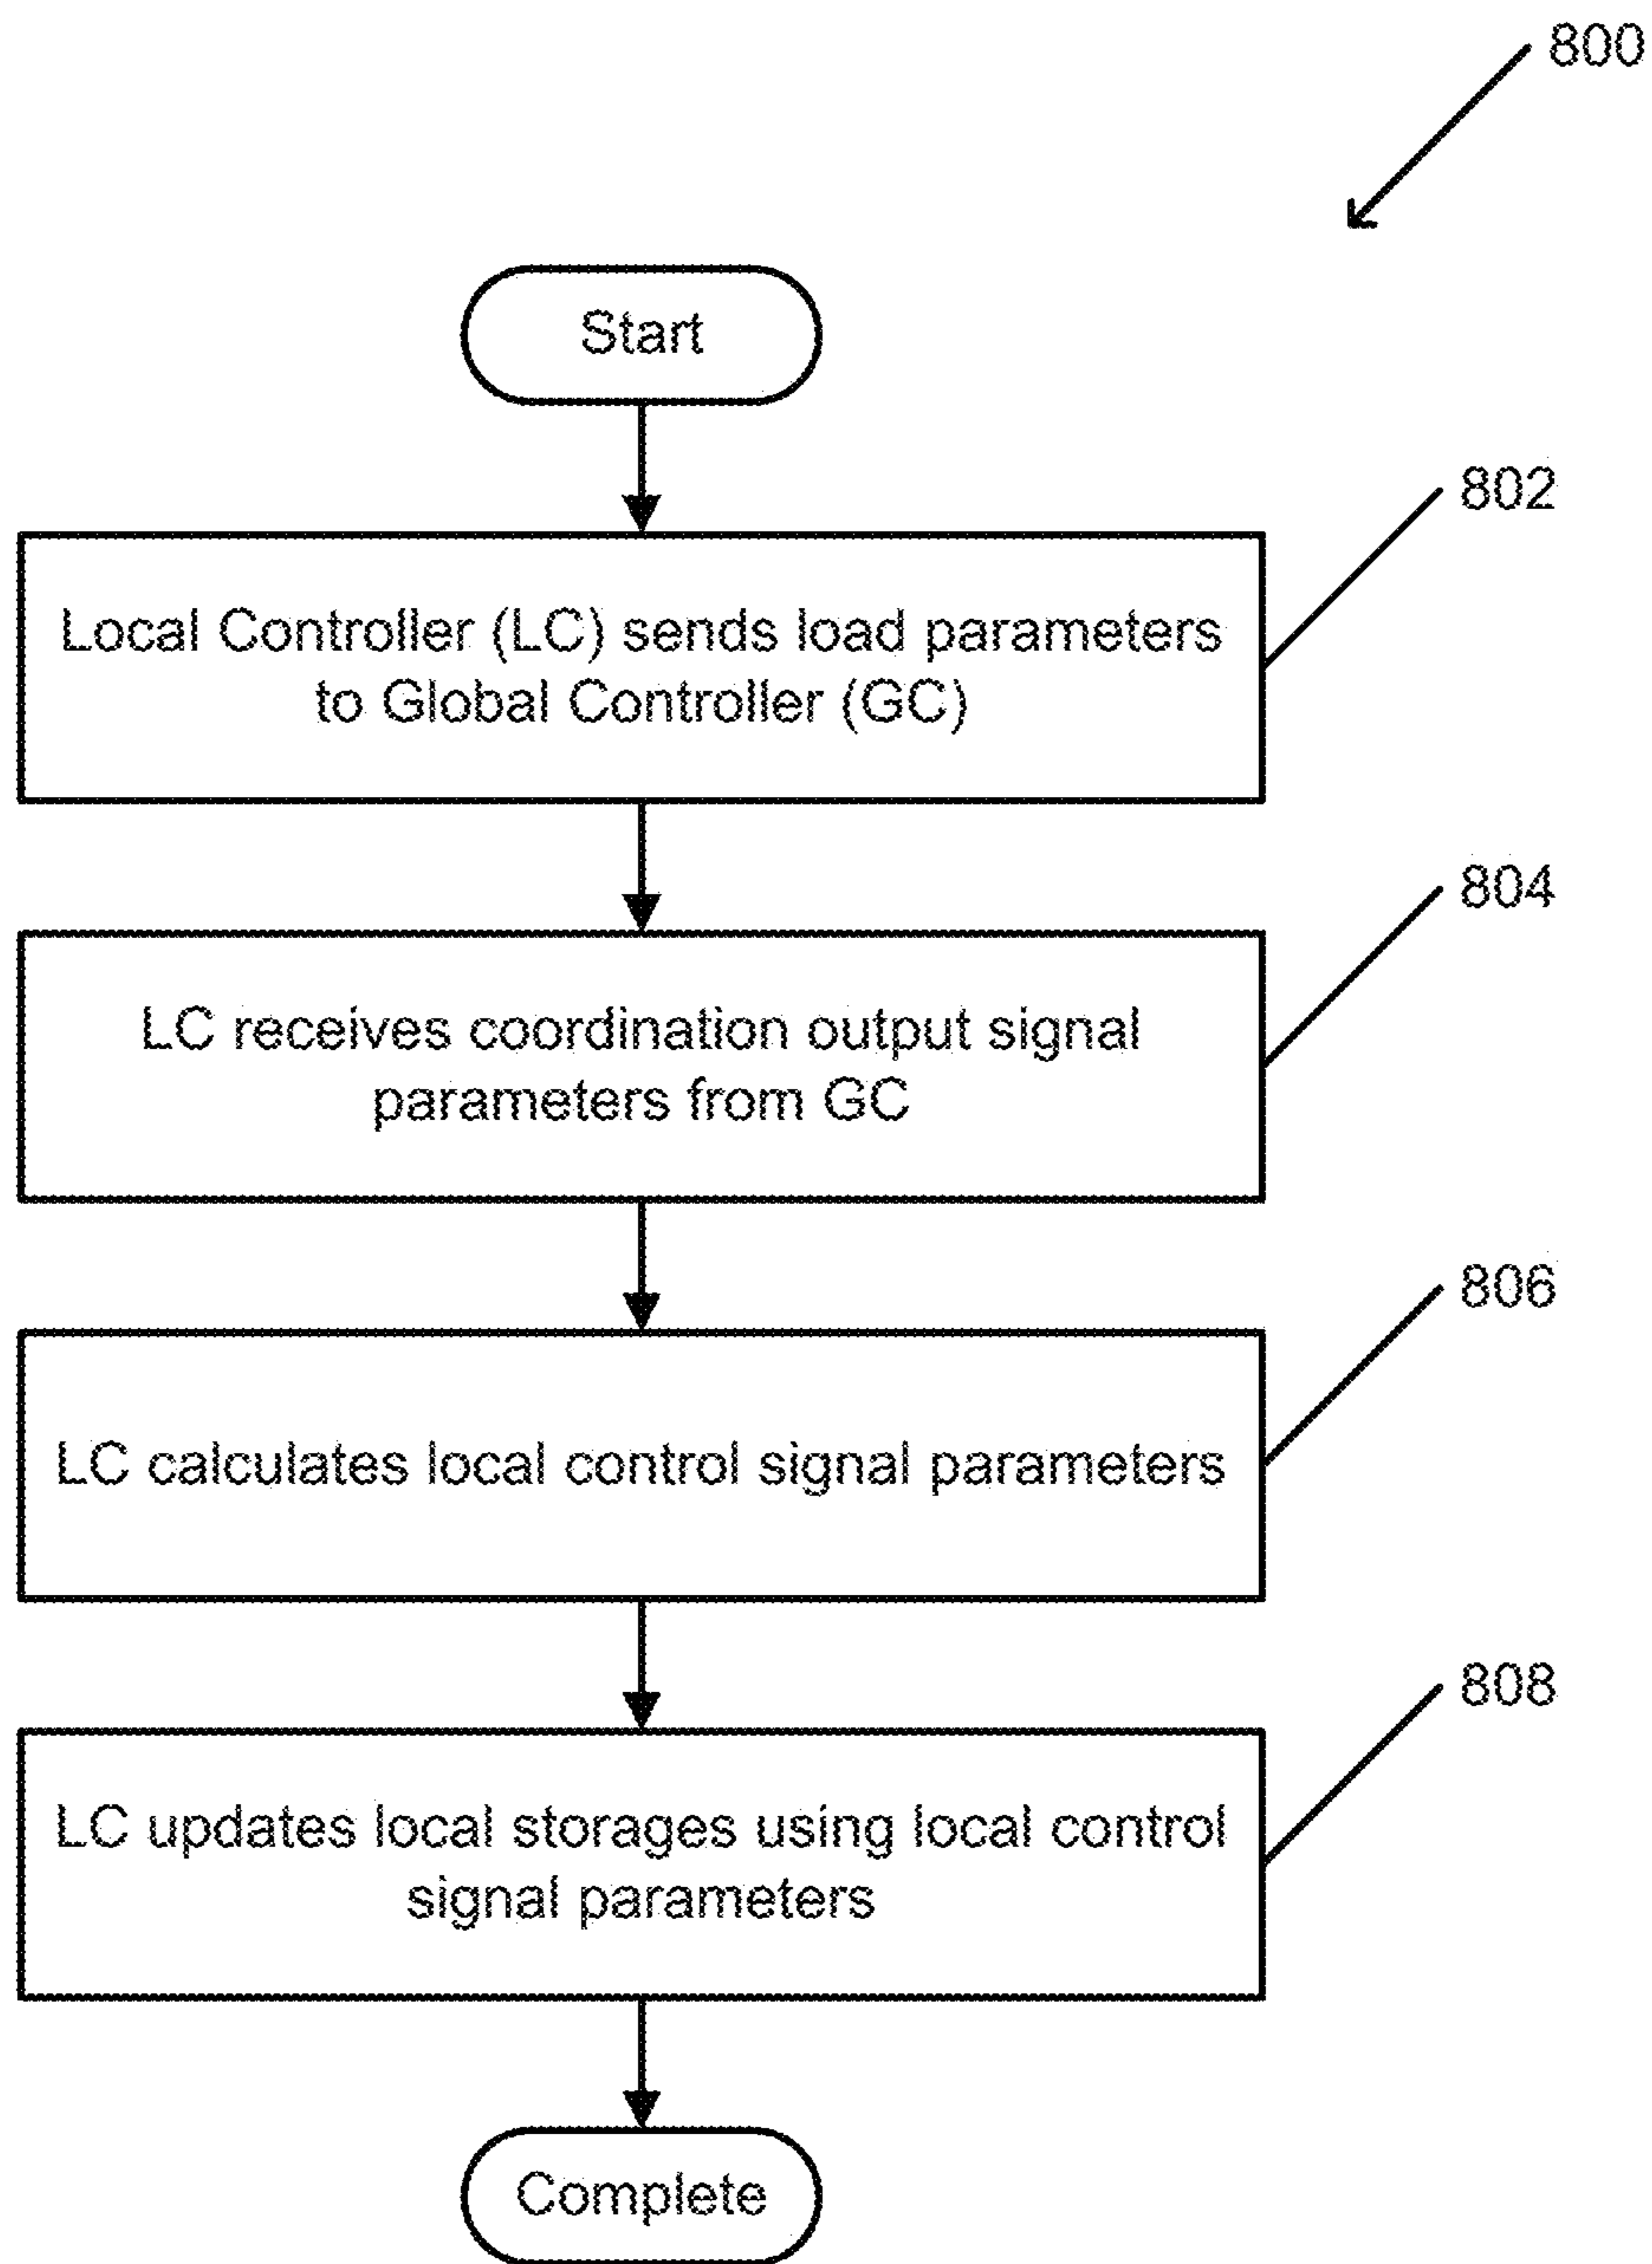 800
Start
802
Local Controller (LC) sends load parameters
to Global Controller (GC)
804
LC receives coordination output signal
parameters from GC
806
LC calculates local control signal parameters
808
LC updates local storages using local control
signal parameters
Complete